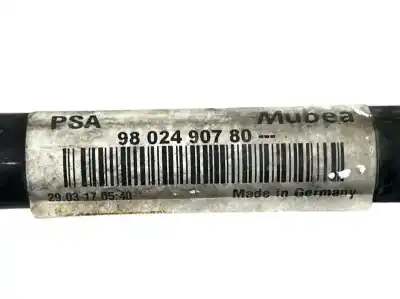 PSA Mubea
98 024 907 80 ---
29.03.17 05:40 Made in Germany